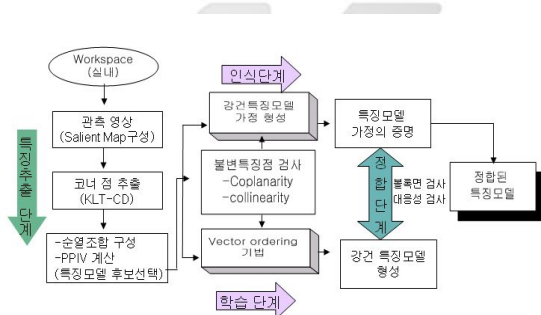 Workspace
(실내)
특징추출 단계
관측 영상
(Salient Map구성)
코너 점 추출
(KLT-CD)
-순열조합 구성
-PPIV 계산
(특징모델 후보선택)
인식단계
강건특징모델
가정 형성
불변특징점 검사
-Coplanarity
-collinearity
Vector ordering
기법
학습 단계
특징모델
가정의 증명
정합단계
볼록면 검사
대응성 검사
강건 특징모델
형성
정합된
특징모델